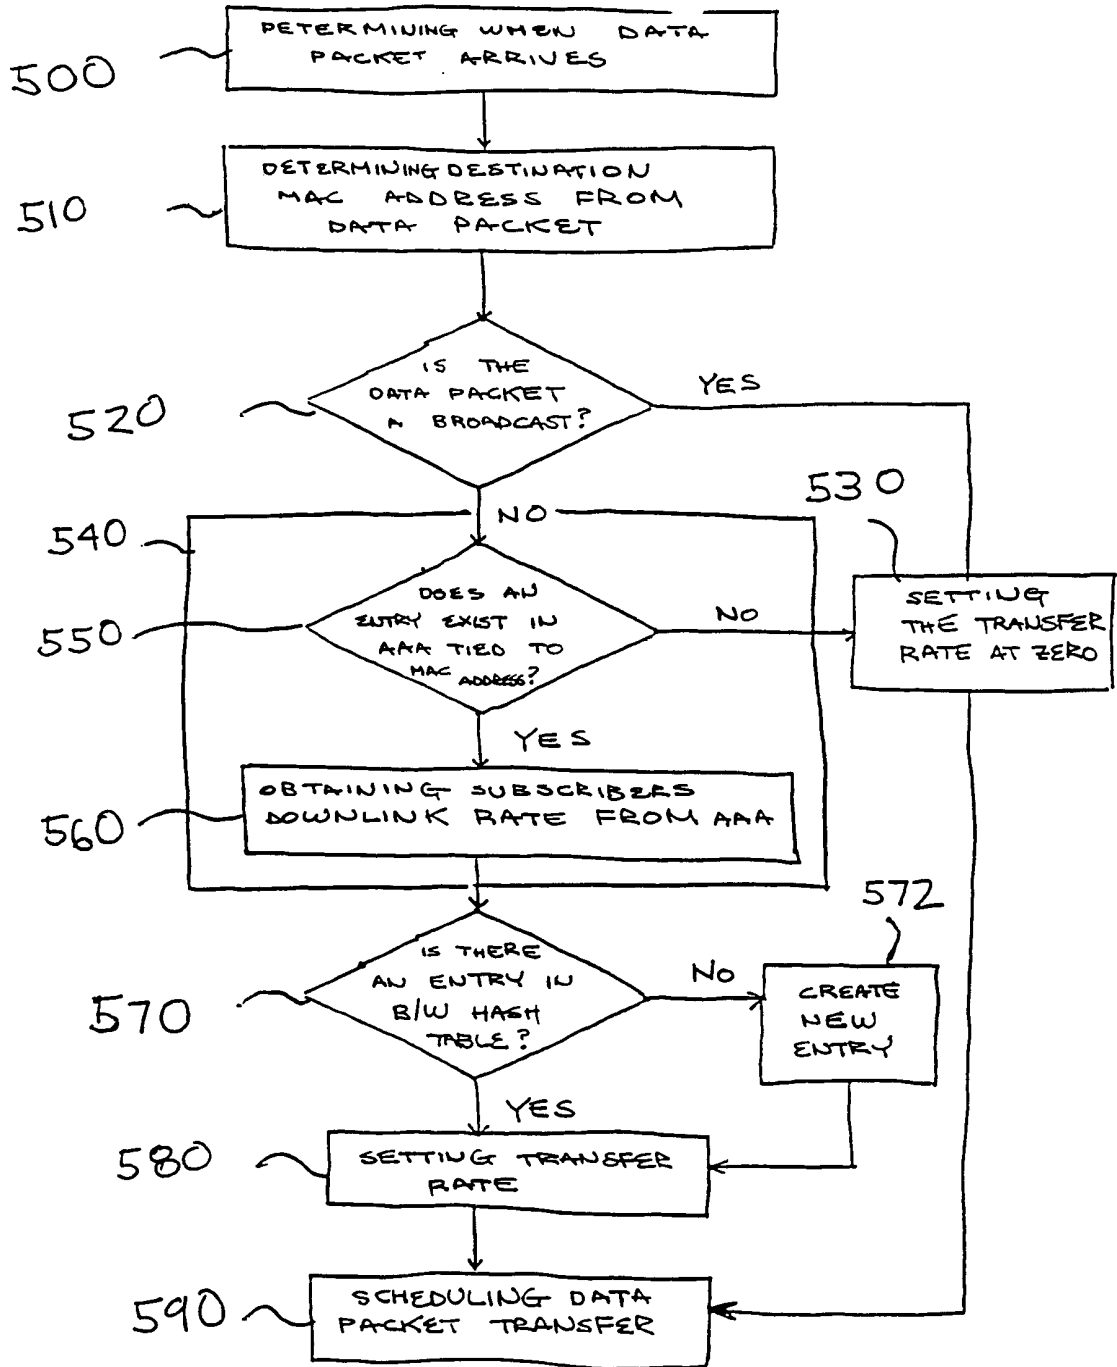 DETERMINING WHEN DATA
PACKET ARRIVES
500
DETERMINING DESTINATION
MAC ADDRESS FROM
DATA PACKET
510
IS THE
DATA PACKET
A BROADCAST?
YES
520
530
NO
540
SETTING
THE TRANSFER
RATE AT ZERO
DOES AN
ENTRY EXIST IN
AAA TIED TO
MAC ADDRESS?
NO
550
YES
OBTAINING SUBSCRIBERS
DOWNLINK RATE FROM AAA
560
572
IS THERE
AN ENTRY IN
B/W HASH
TABLE?
NO
570
CREATE
NEW
ENTRY
YES
SETTING TRANSFER
RATE
580
SCHEDULING DATA
PACKET TRANSFER
590